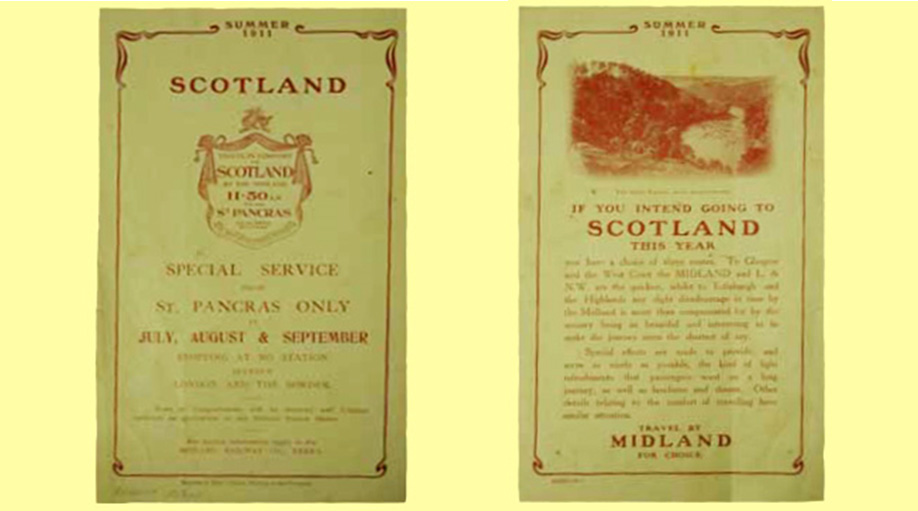 SUMMER
1911
SCOTLAND
TRAVEL IN COMFORT
TO
SCOTLAND
BY THE MIDLAND
11-50
ST PANCRAS
SPECIAL SERVICE
FROM
ST. PANCRAS ONLY
IN
JULY, AUGUST & SEPTEMBER
STOPPING AT NO STATION
BETWEEN
LONDON AND THE BORDER.
MIDLAND RAILWAY CO., DERBY.
SUMMER
1911
IF YOU INTEND GOING TO
SCOTLAND
THIS YEAR
you have a choice of three routes. To Glasgow
and the West Coast the MIDLAND and L. &
N.W. are the quickest, whilst to Edinburgh and
the Highlands any slight disadvantage in time by
the Midland is more than compensated for by the
scenery being so beautiful and interesting as to
make the journey seem the shortest of any.
Special efforts are made to provide, and
serve as nicely as possible, the kind of light
refreshments that passengers want on a long
journey, as well as luncheons and dinners. Other
details relating to the comfort of travelling have
similar attention.
TRAVEL BY
MIDLAND
FOR CHOICE.